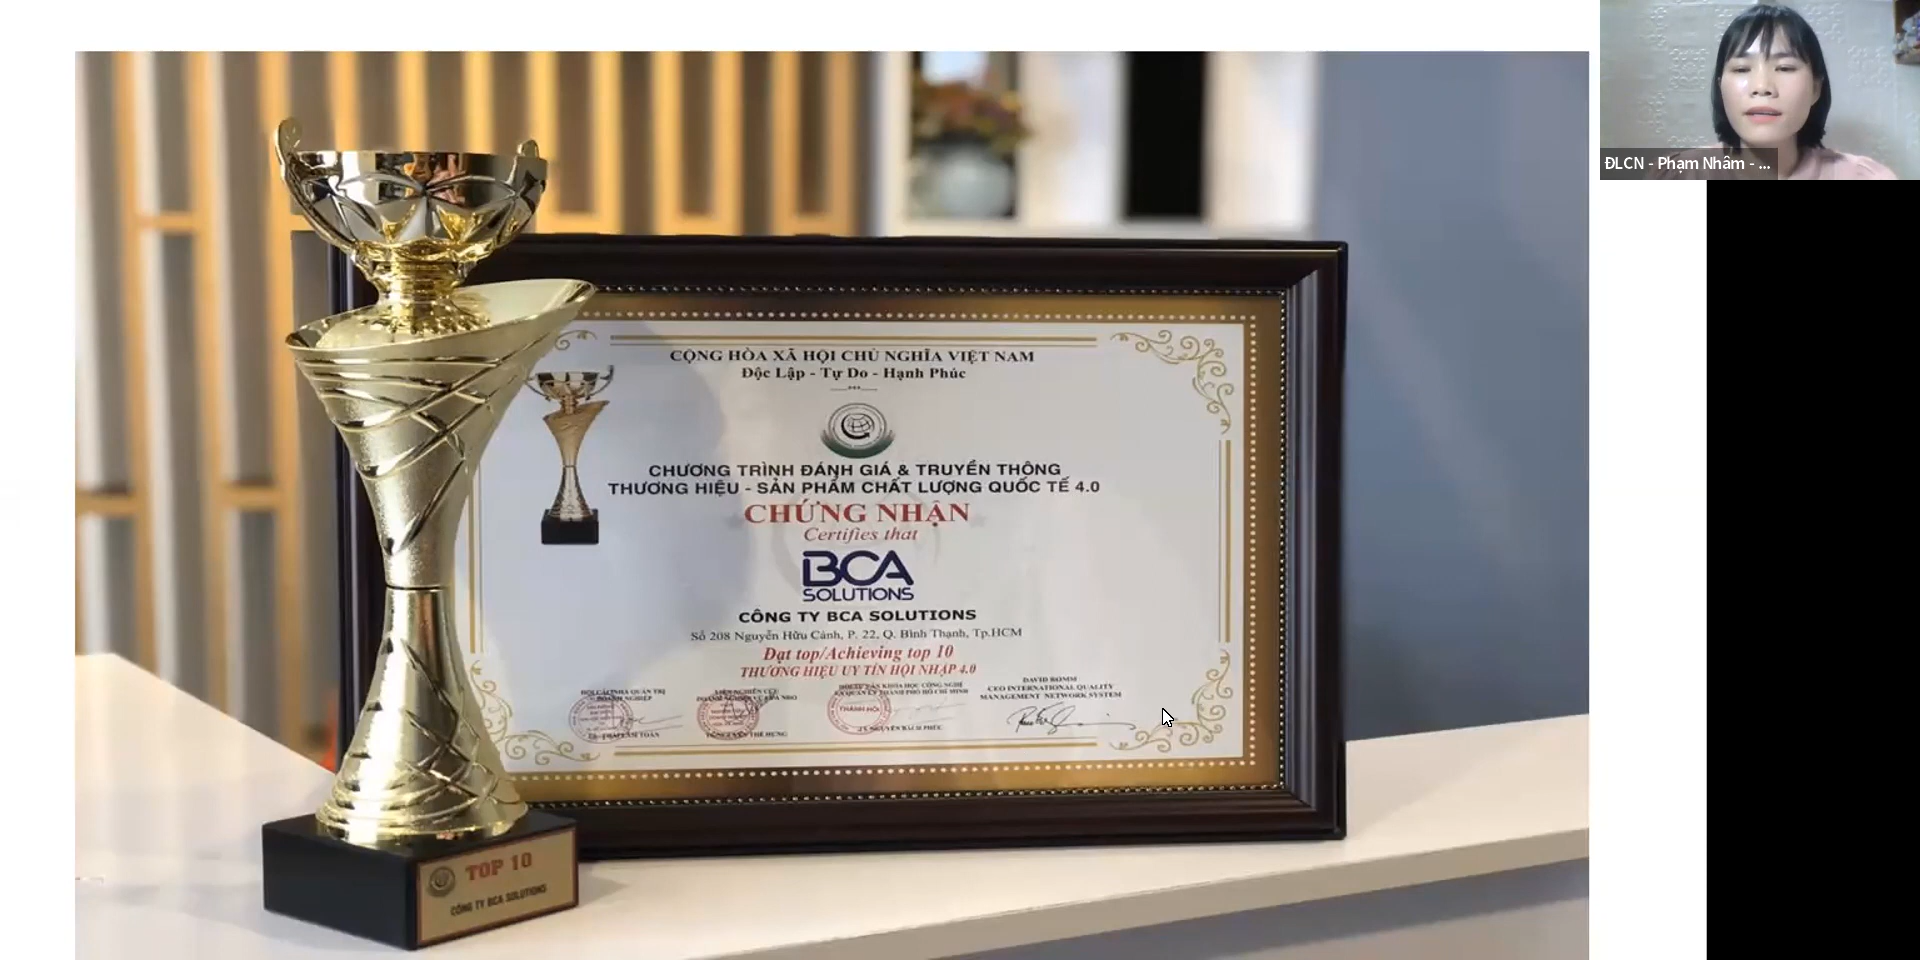 ĐLCN - Phạm Nhâm - ...
CỘNG HÒA XÃ HỘI CHỦ NGHĨA VIỆT NAM
Độc Lập - Tự Do - Hạnh Phúc
CHƯƠNG TRÌNH ĐÁNH GIÁ & TRUYỀN THÔNG
THƯƠNG HIỆU - SẢN PHẨM CHẤT LƯỢNG QUỐC TẾ 4.0
CHỨNG NHẬN
Certifies that
BCA
SOLUTIONS
CÔNG TY BCA SOLUTIONS
Số 208 Nguyễn Hữu Cảnh, P. 22, Q. Bình Thạnh, Tp.HCM
Đạt top/Achieving top 10
THƯƠNG HIỆU UY TÍN HỘI NHẬP 4.0
DAVID ROMM
CEO INTERNATIONAL QUALITY
MANAGEMENT NETWORK SYSTEM
TOP 10
CÔNG TY BCA SOLUTIONS